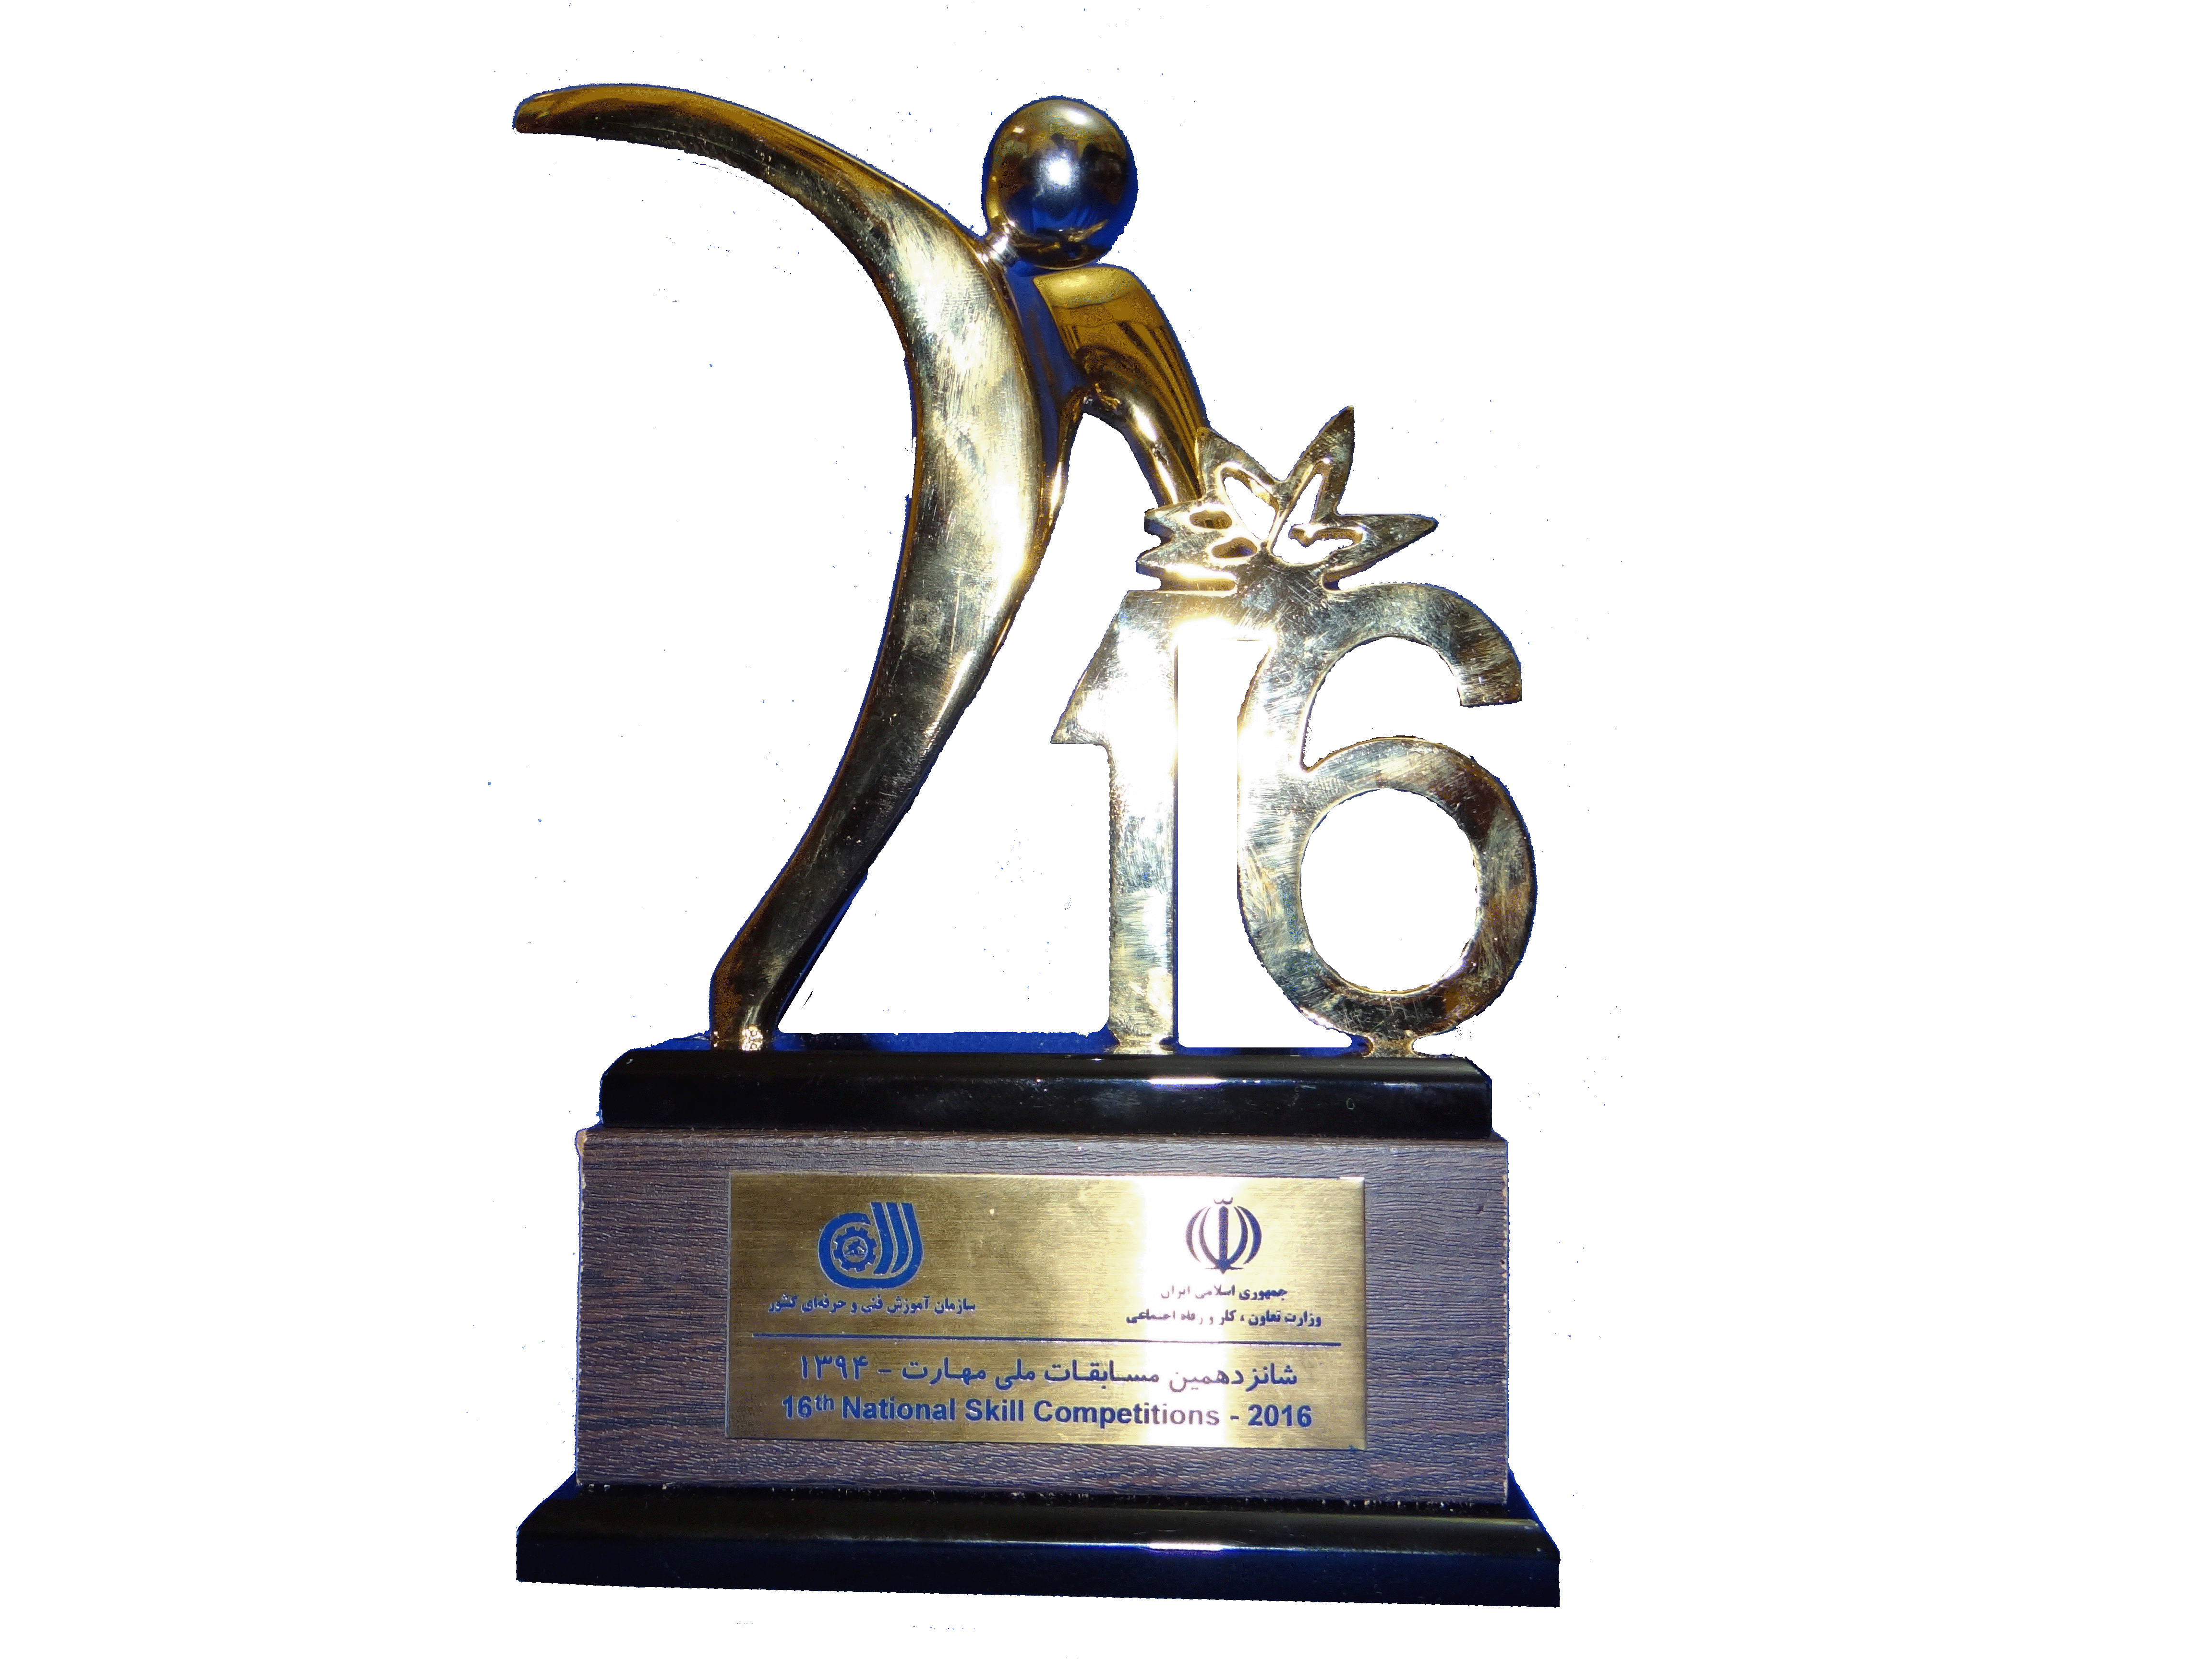 16
جمهوری اسلامی ایران
وزارت تعاون، کار و رفاه اجتماعی
سازمان آموزش فنی و حرفه‌ای کشور
شانزدهمین مسابقات ملی مهارت - ۱۳۹۴
16th National Skill Competitions - 2016